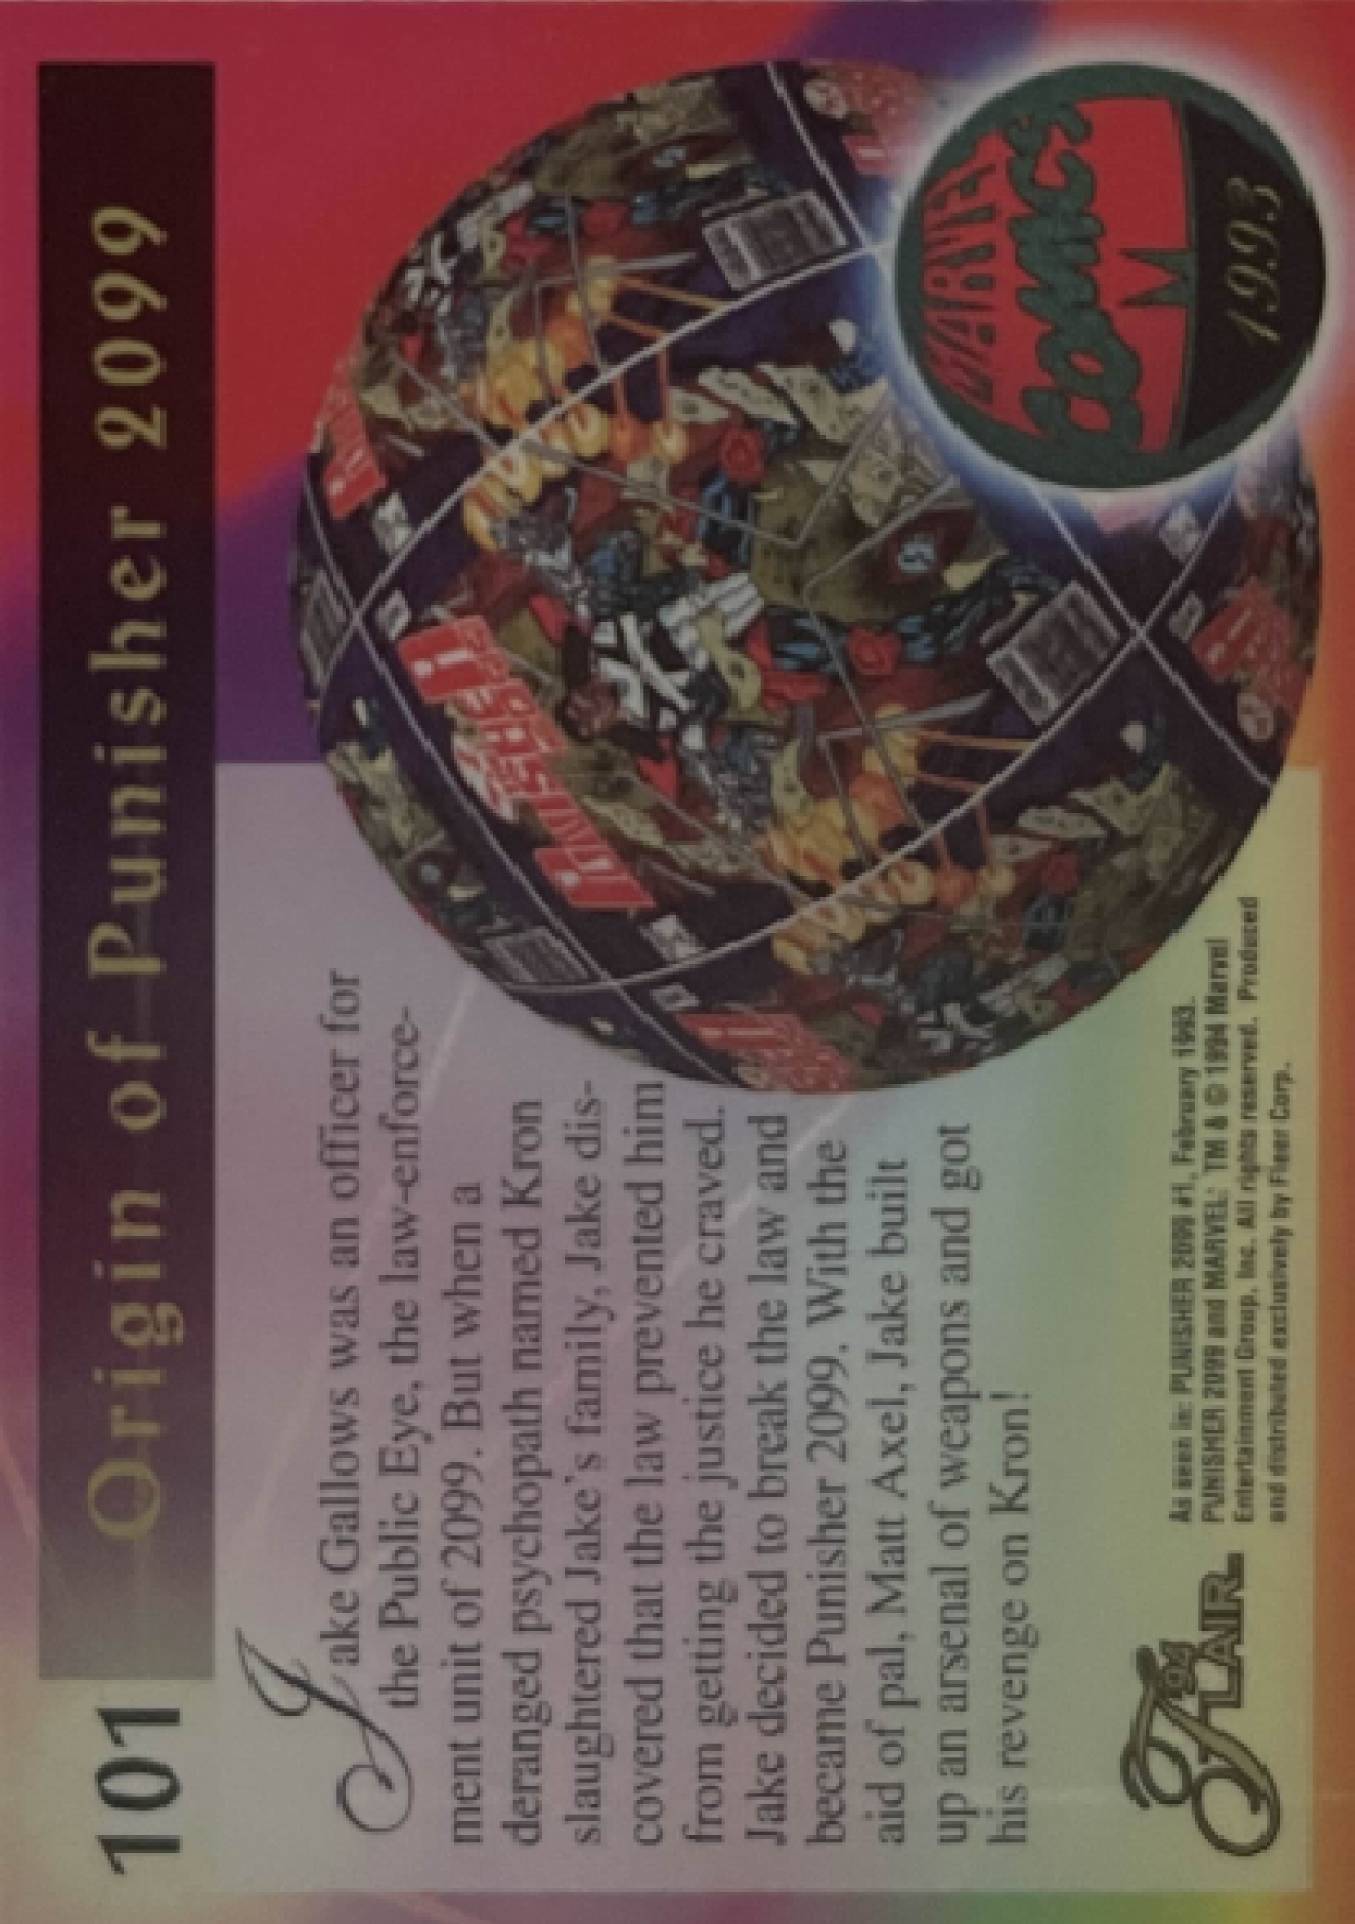 101
Origin of Punisher 2099
Jake Gallows was an officer for
the Public Eye, the law-enforce-
ment unit of 2099. But when a
deranged psychopath named Kron
slaughtered Jake's family, Jake dis-
covered that the law prevented him
from getting the justice he craved.
Jake decided to break the law and
became Punisher 2099. With the
aid of pal, Matt Axel, Jake built
up an arsenal of weapons and got
his revenge on Kron!
PUNISHER
2099
MARVEL
COMICS
M
1993
'94
FLAIR
As seen in: PUNISHER 2099 #1, February 1993.
PUNISHER 2099 and MARVEL: TM & © 1994 Marvel
Entertainment Group, Inc. All rights reserved. Produced
and distributed exclusively by Fleer Corp.